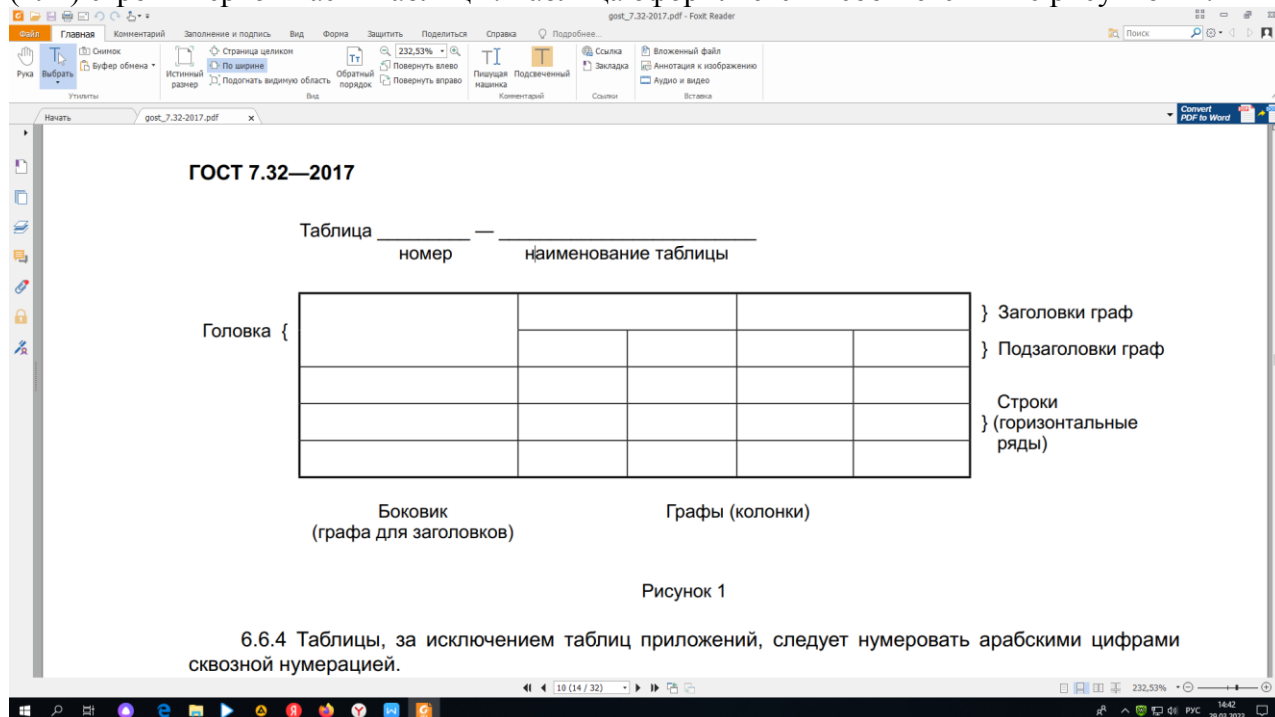 gost_7.32-2017.pdf - Foxit Reader
Файл Главная Комментарий Заполнение и подпись Вид Форма Защитить Поделиться Справка Подробнее... Поиск
Рука Выбрать Снимок Буфер обмена Истинный размер Страница целиком По ширине Подогнать видимую область Обратный порядок 232,53% Повернуть влево Повернуть вправо Пишущая машинка Подсвеченный Ссылка Закладка Вложенный файл Аннотация к изображению Аудио и видео
Утилиты Вид Комментарий Ссылки Вставка
Начать gost_7.32-2017.pdf x Convert PDF to Word
ГОСТ 7.32—2017
Таблица _________ — _________________________
номер наименование таблицы
Головка { } Заголовки граф
} Подзаголовки граф
Строки
} (горизонтальные
ряды)
Боковик Графы (колонки)
(графа для заголовков)
Рисунок 1
6.6.4 Таблицы, за исключением таблиц приложений, следует нумеровать арабскими цифрами
сквозной нумерацией.
10 (14 / 32) 232,53%
РУС 14:42
29.03.2023